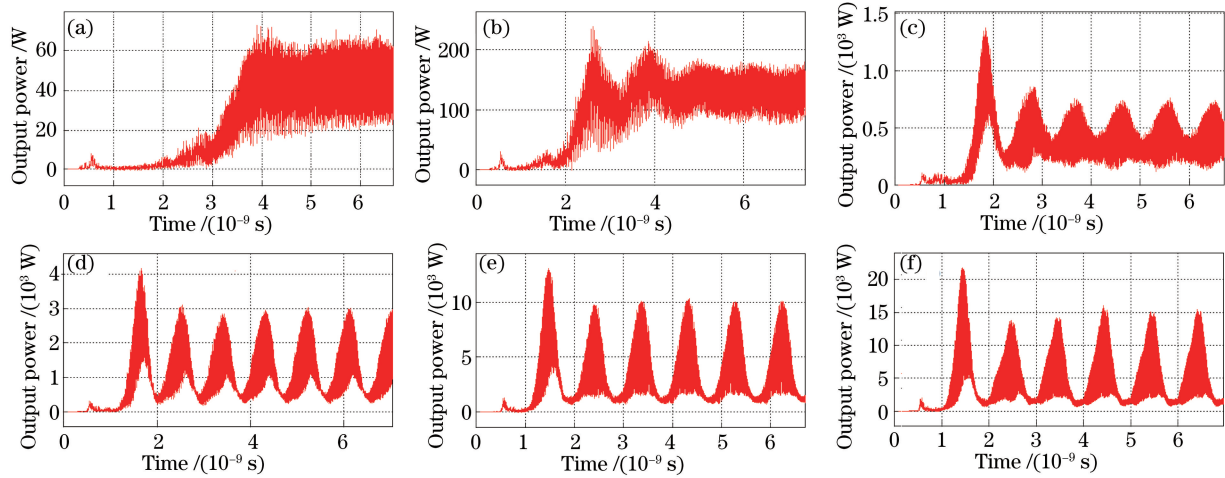 (a)
Output power /W
60
40
20
0
0 1 2 3 4 5 6
Time /(10⁻⁹ s)
(b)
Output power /W
200
100
0
0 2 4 6
Time /(10⁻⁹ s)
(c)
Output power /(10³ W)
1.5
1.0
0.5
0
0 1 2 3 4 5 6
Time /(10⁻⁹ s)
(d)
Output power /(10³ W)
4
3
2
1
0
0 2 4 6
Time /(10⁻⁹ s)
(e)
Output power /(10³ W)
10
5
0
0 1 2 3 4 5 6
Time /(10⁻⁹ s)
(f)
Output power /(10³ W)
20
15
10
5
0
0 1 2 3 4 5 6
Time /(10⁻⁹ s)